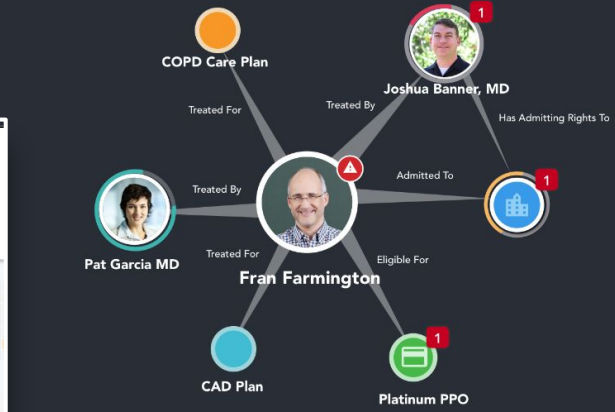 1
COPD Care Plan
Joshua Banner, MD
Treated For
Treated By
Has Admitting Rights To
Treated By
Admitted To
1
Pat Garcia MD
Treated For
Eligible For
Fran Farmington
1
CAD Plan
Platinum PPO